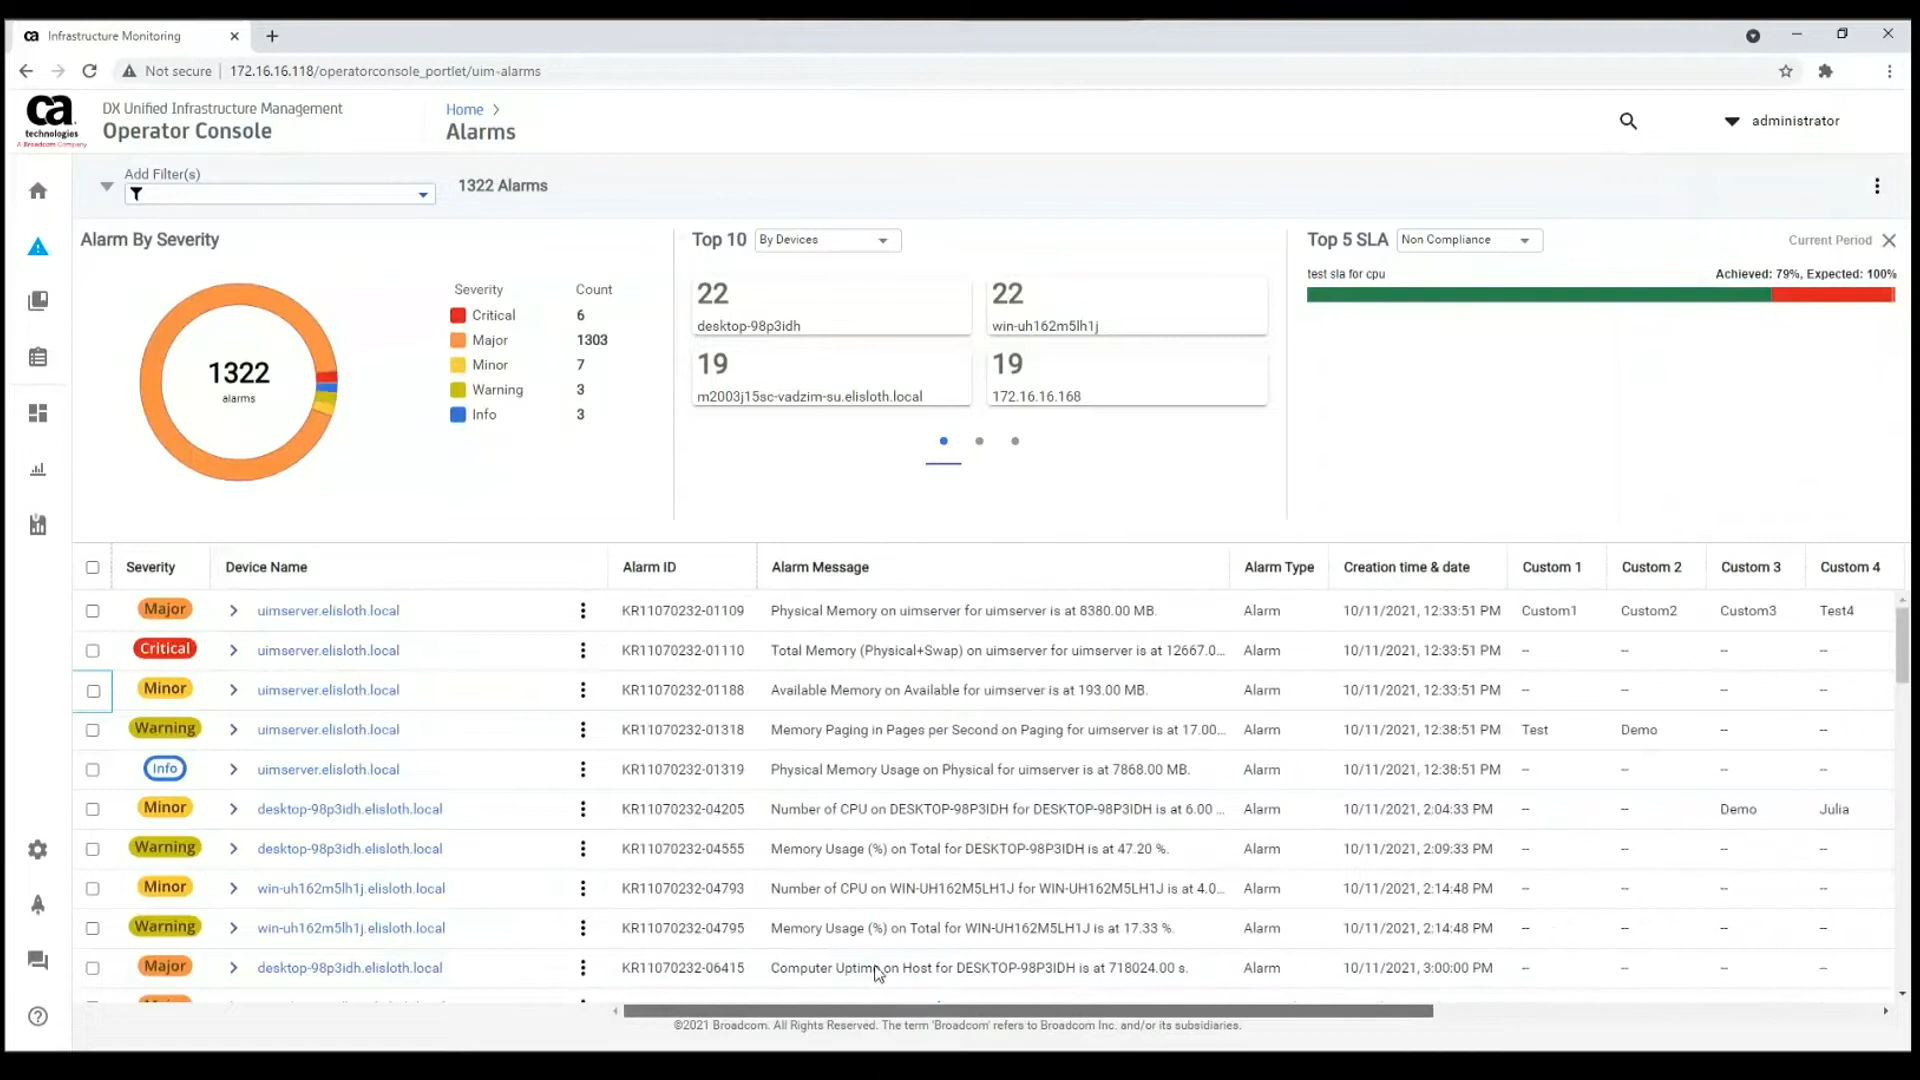 Infrastructure Monitoring
Not secure 172.16.16.118/operatorconsole_portlet/uim-alarms
ca technologies
A Broadcom Company
DX Unified Infrastructure Management
Operator Console
Home >
Alarms
administrator
Add Filter(s)
1322 Alarms
Alarm By Severity
1322
alarms
Severity Count
Critical 6
Major 1303
Minor 7
Warning 3
Info 3
Top 10 By Devices
22
desktop-98p3idh
22
win-uh162m5lh1j
19
m2003j15sc-vadzim-su.elisloth.local
19
172.16.16.168
Top 5 SLA Non Compliance Current Period
test sla for cpu Achieved: 79%, Expected: 100%
Severity Device Name Alarm ID Alarm Message Alarm Type Creation time & date Custom 1 Custom 2 Custom 3 Custom 4
Major uimserver.elisloth.local KR11070232-01109 Physical Memory on uimserver for uimserver is at 8380.00 MB. Alarm 10/11/2021, 12:33:51 PM Custom1 Custom2 Custom3 Test4
Critical uimserver.elisloth.local KR11070232-01110 Total Memory (Physical+Swap) on uimserver for uimserver is at 12667.0... Alarm 10/11/2021, 12:33:51 PM -- -- -- --
Minor uimserver.elisloth.local KR11070232-01188 Available Memory on Available for uimserver is at 193.00 MB. Alarm 10/11/2021, 12:33:51 PM -- -- -- --
Warning uimserver.elisloth.local KR11070232-01318 Memory Paging in Pages per Second on Paging for uimserver is at 17.00... Alarm 10/11/2021, 12:38:51 PM Test Demo -- --
Info uimserver.elisloth.local KR11070232-01319 Physical Memory Usage on Physical for uimserver is at 7868.00 MB. Alarm 10/11/2021, 12:38:51 PM -- -- -- --
Minor desktop-98p3idh.elisloth.local KR11070232-04205 Number of CPU on DESKTOP-98P3IDH for DESKTOP-98P3IDH is at 6.00 ... Alarm 10/11/2021, 2:04:33 PM -- -- Demo Julia
Warning desktop-98p3idh.elisloth.local KR11070232-04555 Memory Usage (%) on Total for DESKTOP-98P3IDH is at 47.20 %. Alarm 10/11/2021, 2:09:33 PM -- -- -- --
Minor win-uh162m5lh1j.elisloth.local KR11070232-04793 Number of CPU on WIN-UH162M5LH1J for WIN-UH162M5LH1J is at 4.0... Alarm 10/11/2021, 2:14:48 PM -- -- -- --
Warning win-uh162m5lh1j.elisloth.local KR11070232-04795 Memory Usage (%) on Total for WIN-UH162M5LH1J is at 17.33 %. Alarm 10/11/2021, 2:14:48 PM -- -- -- --
Major desktop-98p3idh.elisloth.local KR11070232-06415 Computer Uptime on Host for DESKTOP-98P3IDH is at 718024.00 s. Alarm 10/11/2021, 3:00:00 PM -- -- -- --
©2021 Broadcom. All Rights Reserved. The term 'Broadcom' refers to Broadcom Inc. and/or its subsidiaries.